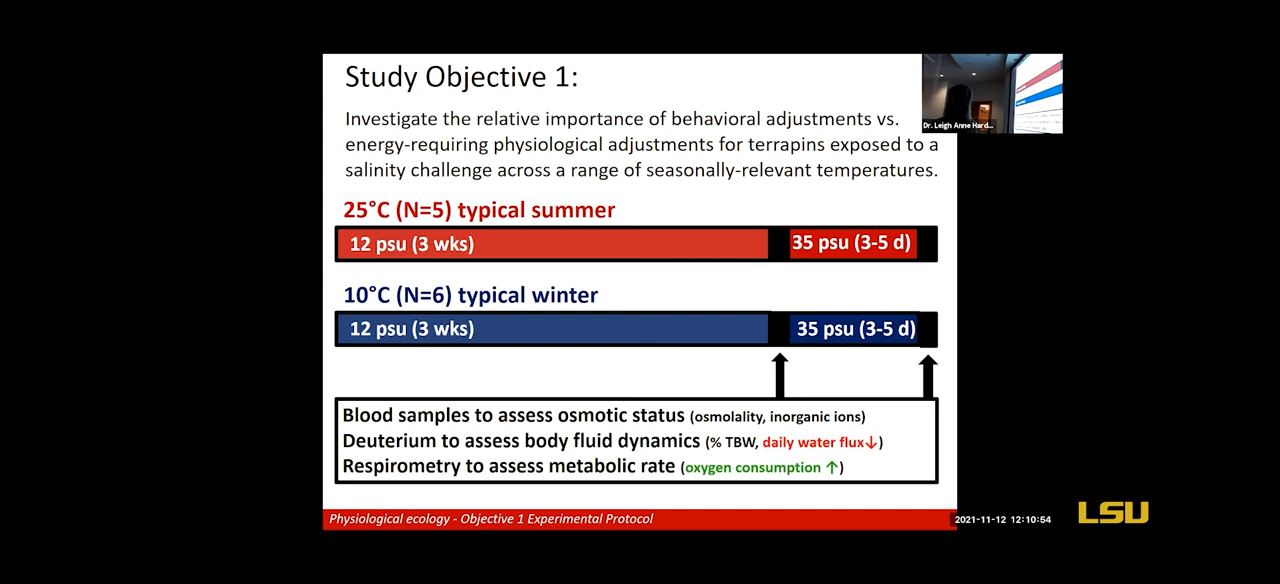 Study Objective 1:
Investigate the relative importance of behavioral adjustments vs.
energy-requiring physiological adjustments for terrapins exposed to a
salinity challenge across a range of seasonally-relevant temperatures.
Dr. Leigh Anne Hard...
25°C (N=5) typical summer
12 psu (3 wks)
35 psu (3-5 d)
10°C (N=6) typical winter
12 psu (3 wks)
35 psu (3-5 d)
Blood samples to assess osmotic status (osmolality, inorganic ions)
Deuterium to assess body fluid dynamics (% TBW, daily water flux↓)
Respirometry to assess metabolic rate (oxygen consumption ↑)
Physiological ecology - Objective 1 Experimental Protocol
2021-11-12 12:10:54
LSU